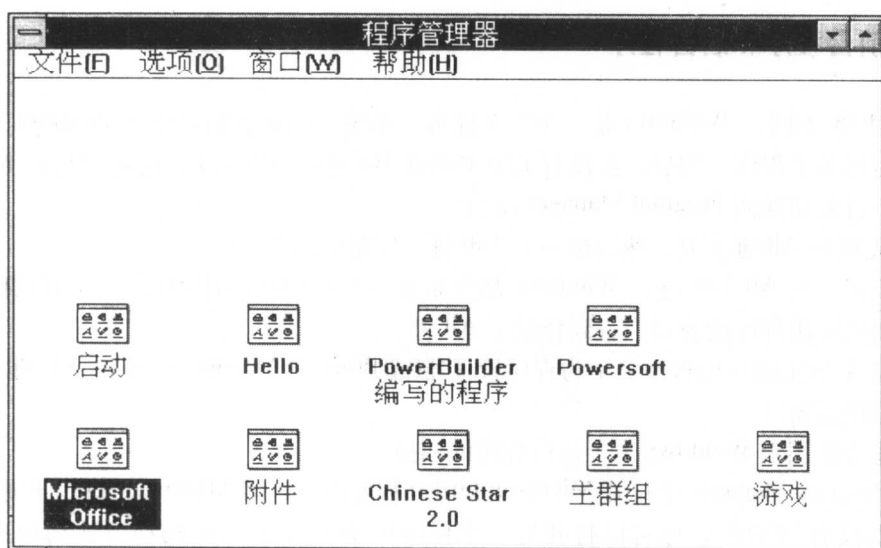 程序管理器
文件(F) 选项(O) 窗口(W) 帮助(H)
启动 Hello PowerBuilder Powersoft
编写的程序
Microsoft 附件 Chinese Star 主群组 游戏
Office 2.0